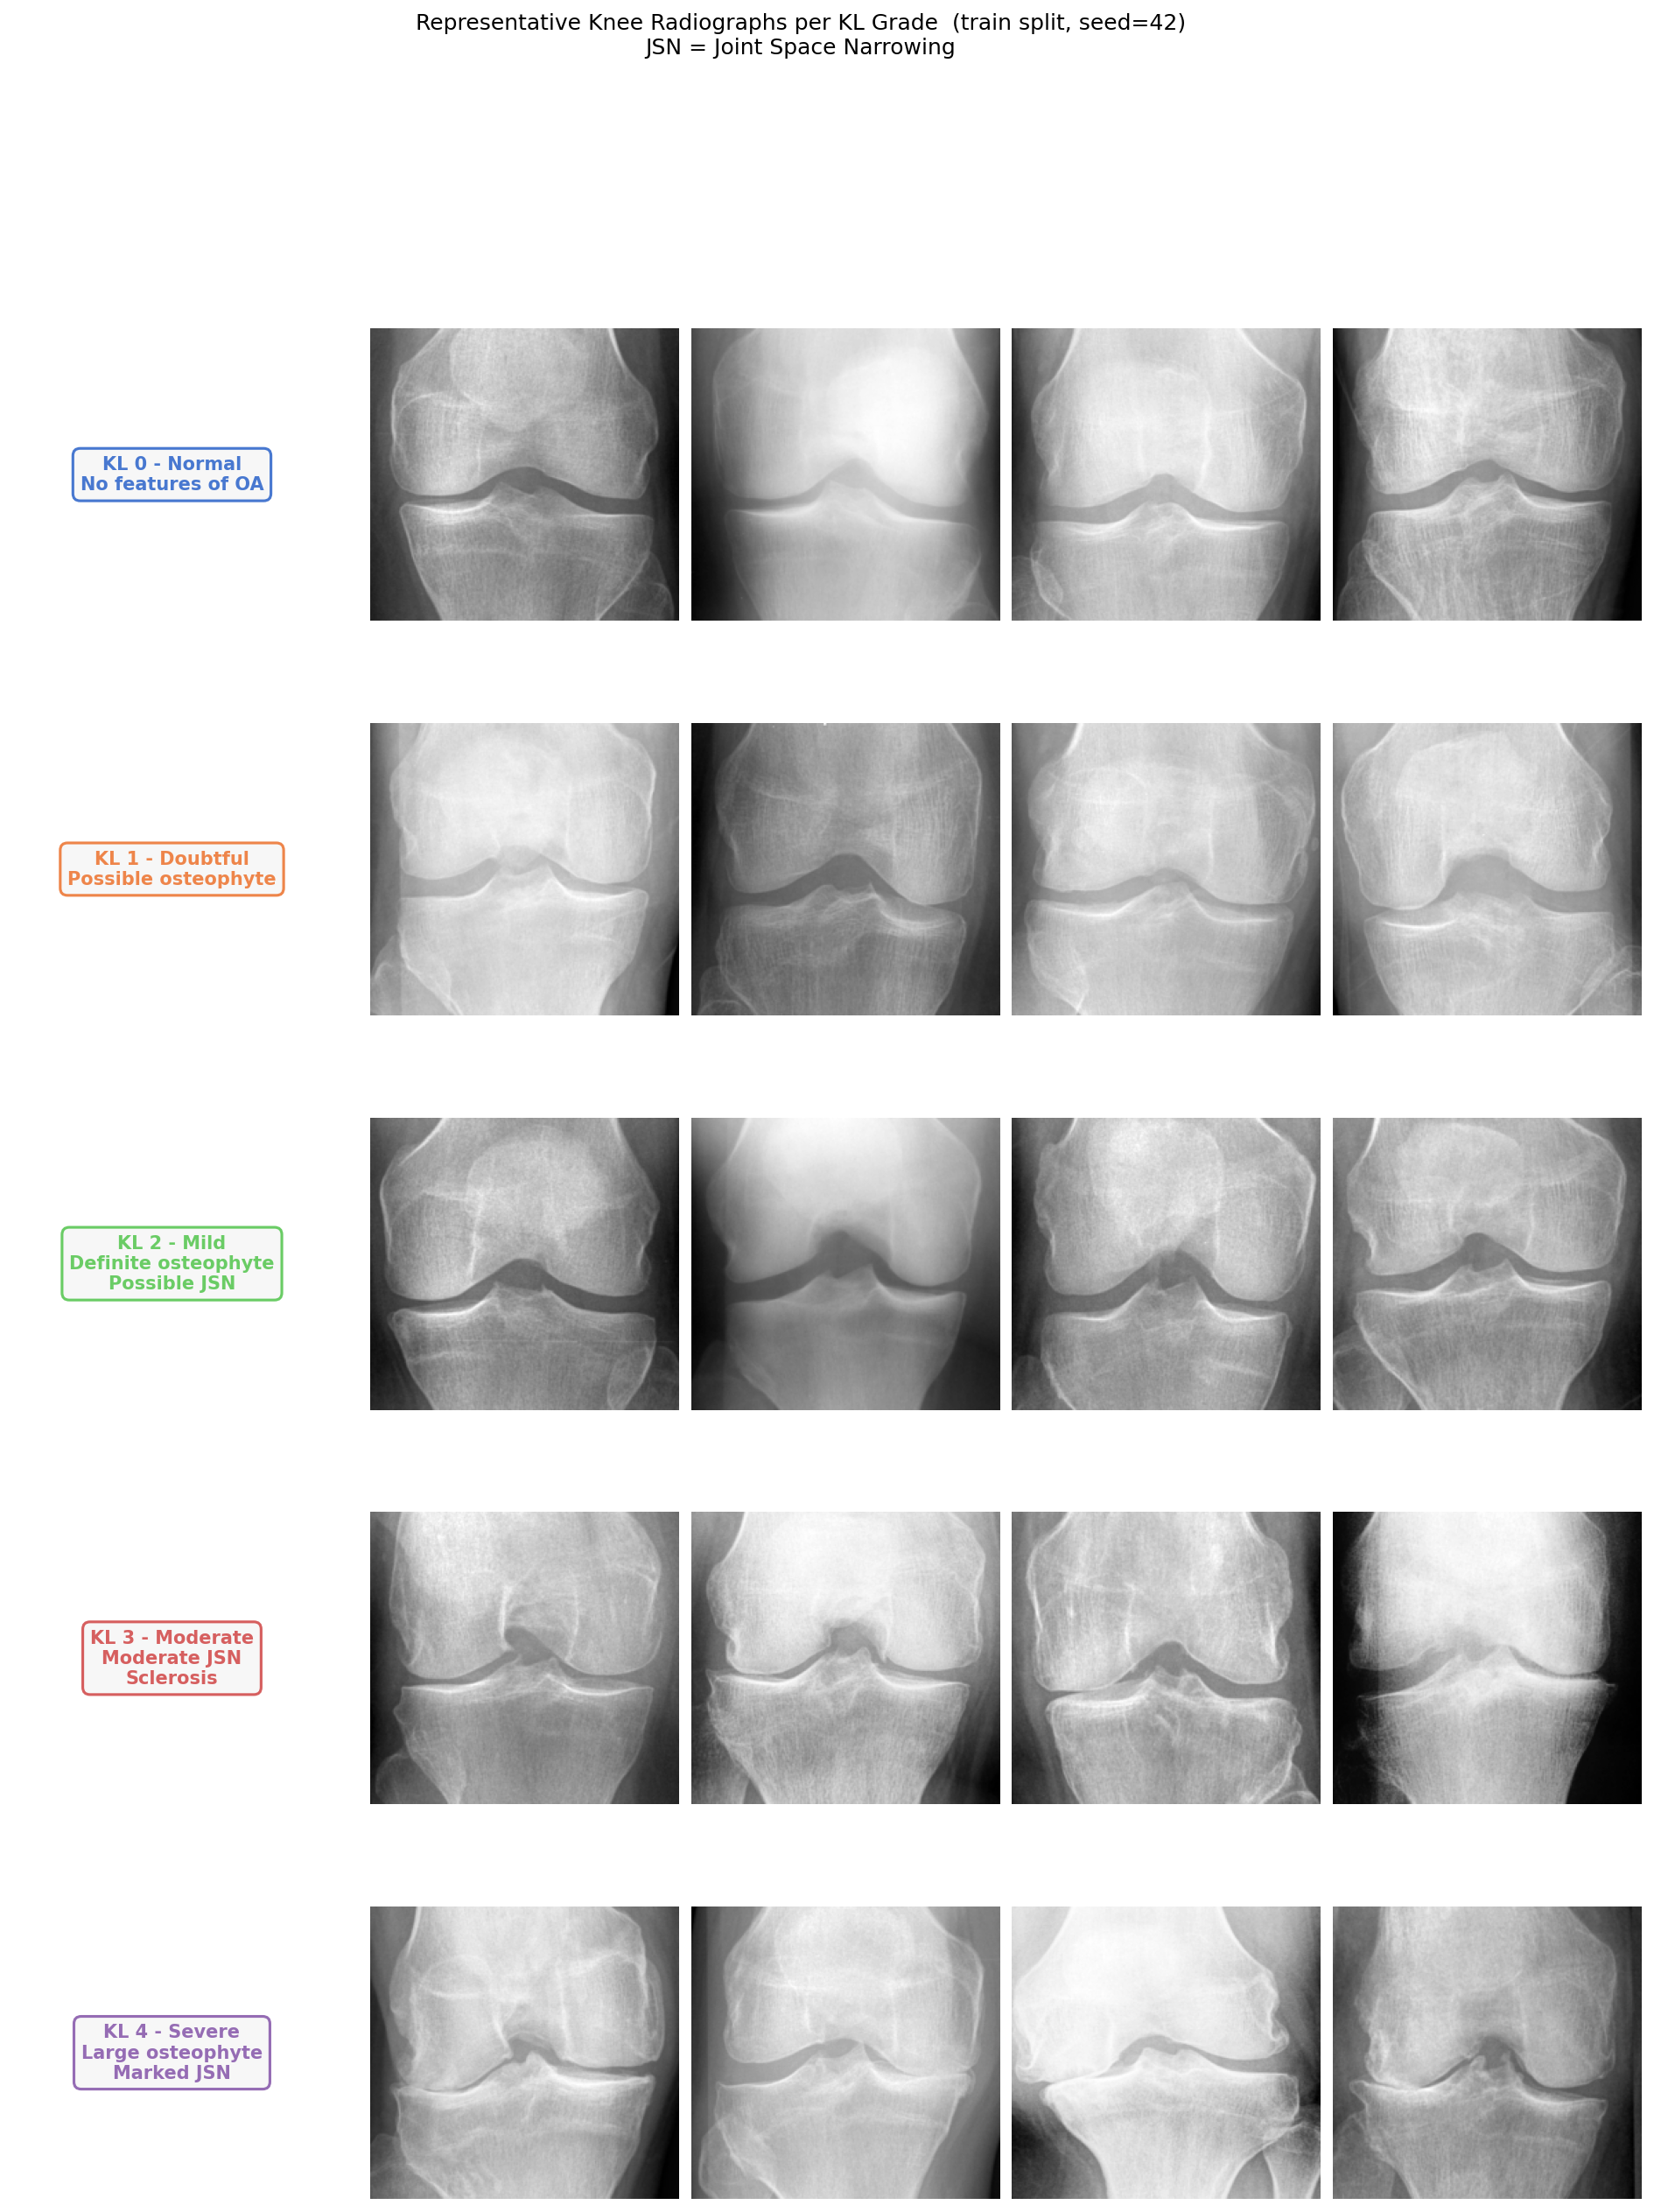 Representative Knee Radiographs per KL Grade  (train split, seed=42)
JSN = Joint Space Narrowing
KL 0 - Normal
No features of OA
KL 1 - Doubtful
Possible osteophyte
KL 2 - Mild
Definite osteophyte
Possible JSN
KL 3 - Moderate
Moderate JSN
Sclerosis
KL 4 - Severe
Large osteophyte
Marked JSN